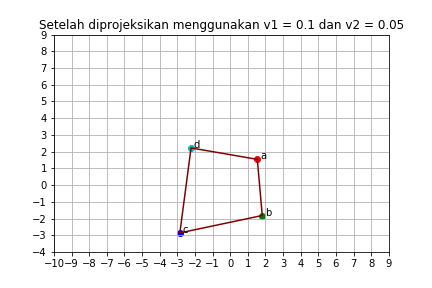 Setelah diprojeksikan menggunakan v1 = 0.1 dan v2 = 0.05
9
8
7
6
5
4
3
2
1
0
−1
−2
−3
−4
d
a
b
c
−10 −9 −8 −7 −6 −5 −4 −3 −2 −1 0 1 2 3 4 5 6 7 8 9